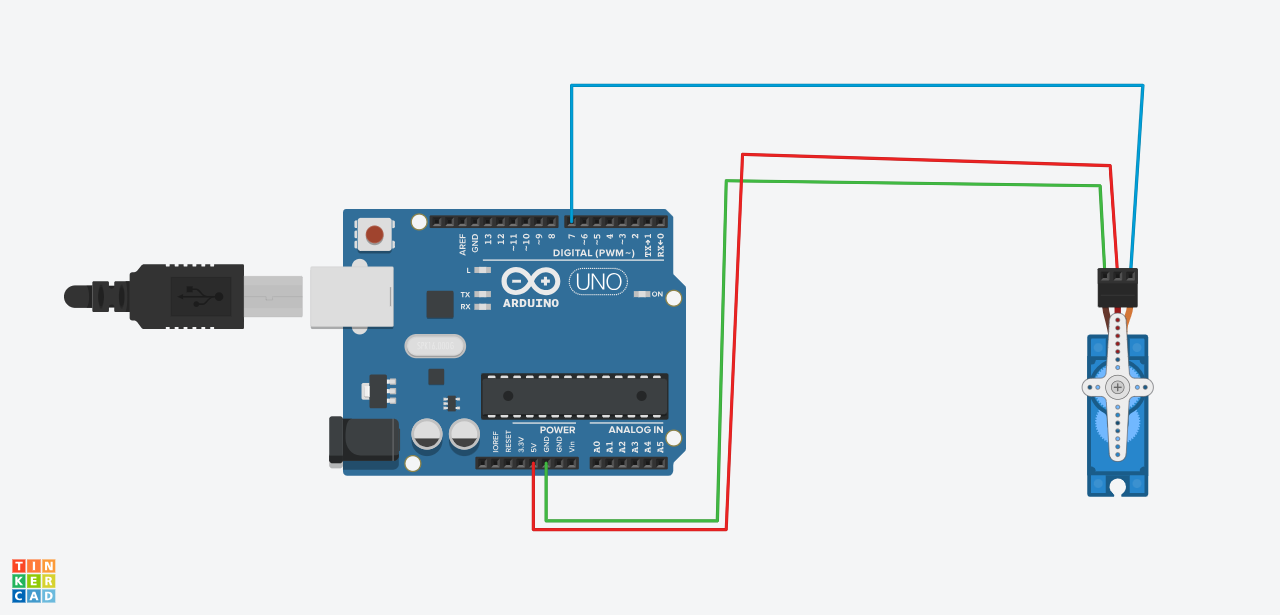 AREF
GND
13
12
~11
~10
~9
8
7
~6
~5
4
~3
2
TX→1
RX←0
DIGITAL (PWM~)
L
TX
RX
UNO
ON
ARDUINO
POWER
ANALOG IN
IOREF
RESET
3.3V
5V
GND
GND
Vin
A0
A1
A2
A3
A4
A5
TIN
KER
CAD